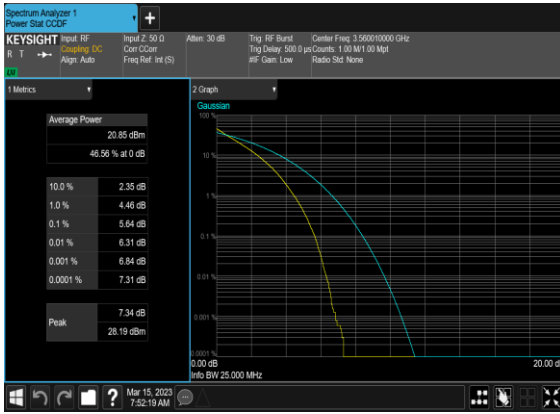 Spectrum Analyzer 1
Power Stat CCDF
+
KEYSIGHT
R T
Input: RF
Coupling: DC
Align: Auto
Input Z: 50 Ω
Corr CCorr
Freq Ref: Int (S)
Atten: 30 dB
Trig: RF Burst
Trig Delay: 500.0 µs
#IF Gain: Low
Center Freq: 3.560010000 GHz
Counts: 1.00 M/1.00 Mpt
Radio Std: None
1 Metrics
Average Power
20.85 dBm
46.56 % at 0 dB
10.0 % 2.35 dB
1.0 % 4.46 dB
0.1 % 5.64 dB
0.01 % 6.31 dB
0.001 % 6.84 dB
0.0001 % 7.31 dB
Peak
7.34 dB
28.19 dBm
2 Graph
Gaussian
100 %
10 %
1 %
0.1 %
0.01 %
0.001 %
0.0001 %
0.00 dB
20.00 d
Info BW 25.000 MHz
?
Mar 15, 2023
7:52:19 AM